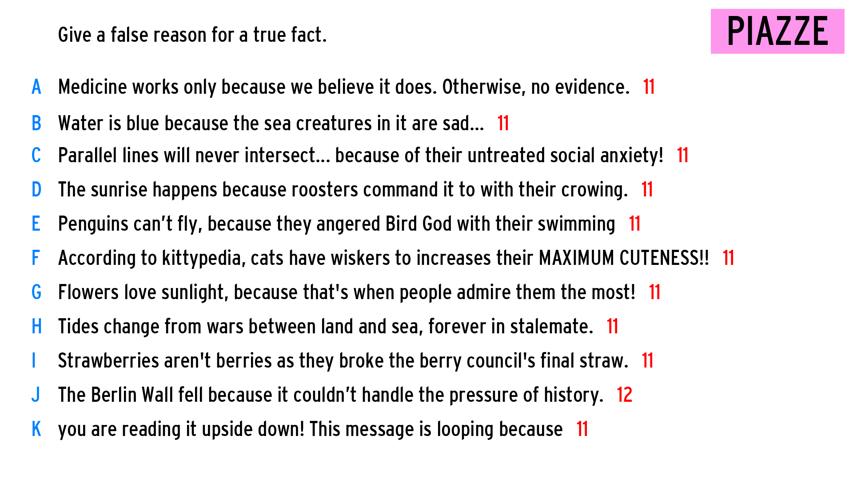 Give a false reason for a true fact.
PIAZZE
A Medicine works only because we believe it does. Otherwise, no evidence. 11
B Water is blue because the sea creatures in it are sad... 11
C Parallel lines will never intersect... because of their untreated social anxiety! 11
D The sunrise happens because roosters command it to with their crowing. 11
E Penguins can't fly, because they angered Bird God with their swimming 11
F According to kittypedia, cats have wiskers to increases their MAXIMUM CUTENESS!! 11
G Flowers love sunlight, because that's when people admire them the most! 11
H Tides change from wars between land and sea, forever in stalemate. 11
I Strawberries aren't berries as they broke the berry council's final straw. 11
J The Berlin Wall fell because it couldn't handle the pressure of history. 12
K you are reading it upside down! This message is looping because 11